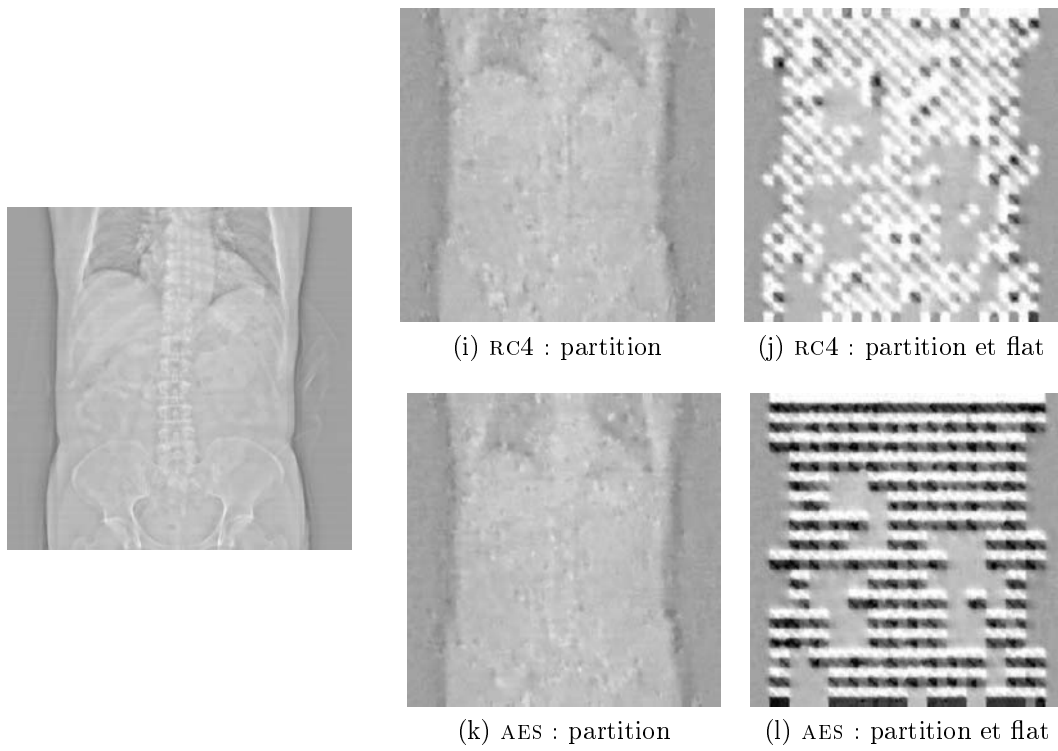 (i) RC4 : partition
(j) RC4 : partition et flat
(k) AES : partition
(l) AES : partition et flat